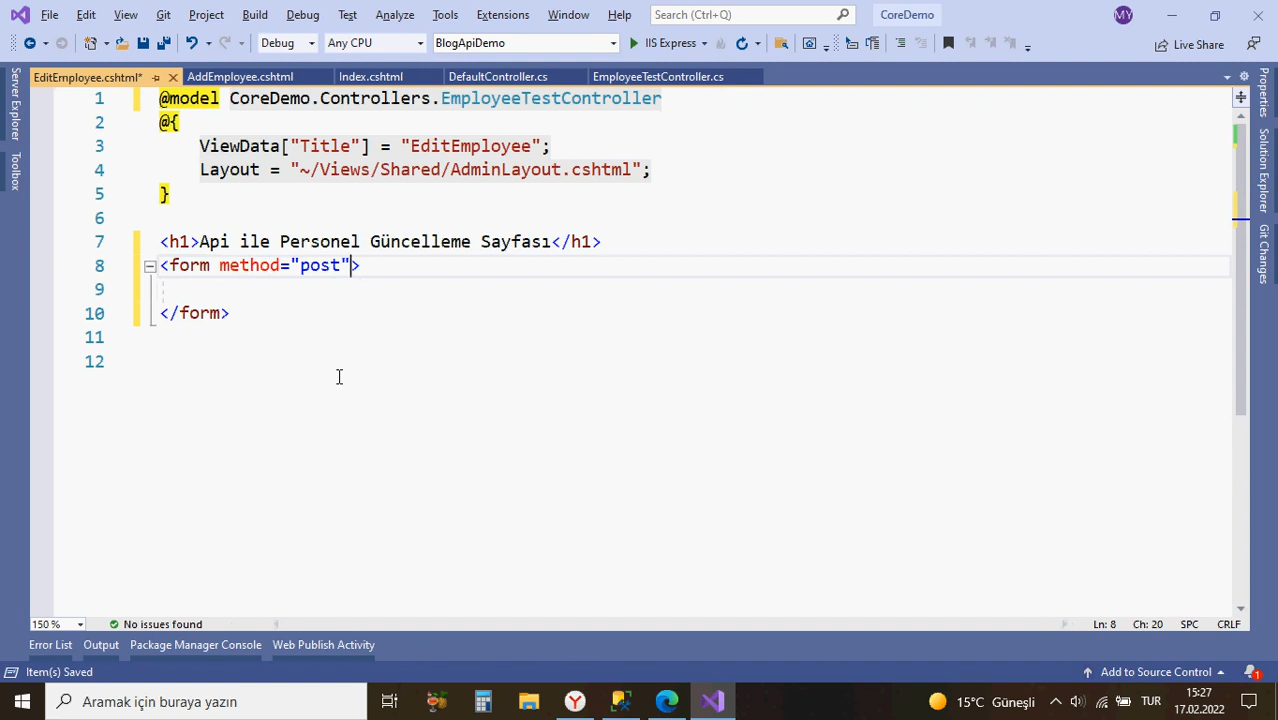 File Edit View Git Project Build Debug Test Analyze Tools Extensions Window Help Search (Ctrl+Q) CoreDemo MY
Debug Any CPU BlogApiDemo IIS Express Live Share
EditEmployee.cshtml* AddEmployee.cshtml Index.cshtml DefaultController.cs EmployeeTestController.cs
Server Explorer
Toolbox
1 @model CoreDemo.Controllers.EmployeeTestController
2 @{
3 ViewData["Title"] = "EditEmployee";
4 Layout = "~/Views/Shared/AdminLayout.cshtml";
5 }
6
7 <h1>Api ile Personel Güncelleme Sayfası</h1>
8 <form method="post">
9
10 </form>
11
12
Properties
Solution Explorer
Git Changes
150 % No issues found Ln: 8 Ch: 20 SPC CRLF
Error List Output Package Manager Console Web Publish Activity
Item(s) Saved Add to Source Control 1
Aramak için buraya yazın 15°C Güneşli TUR 15:27
17.02.2022